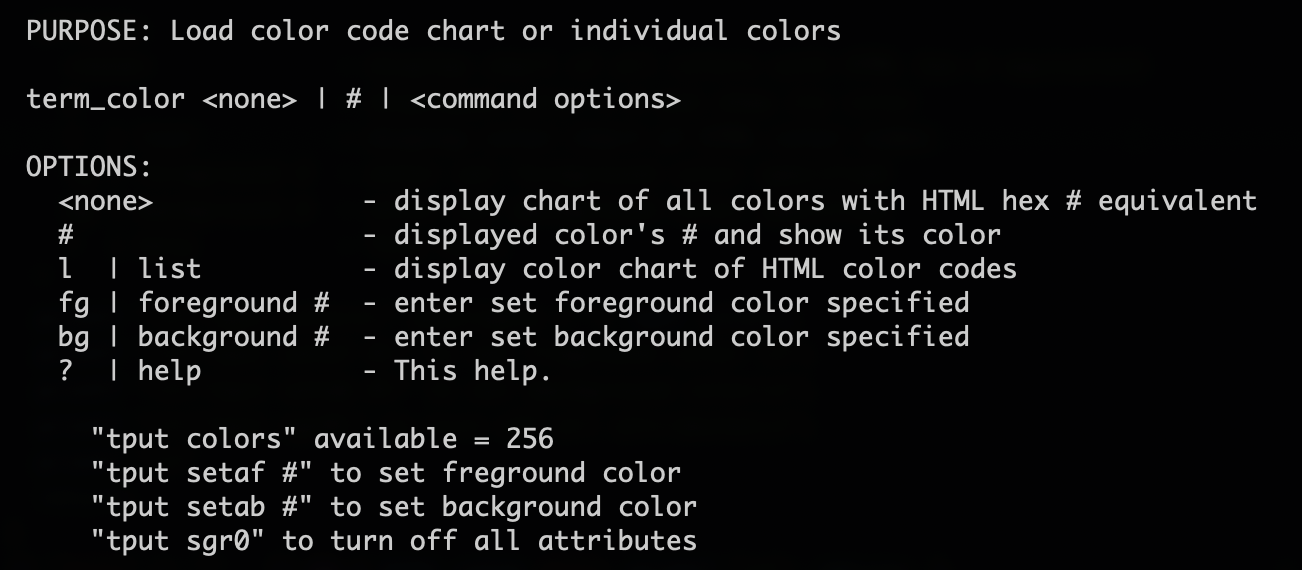 PURPOSE: Load color code chart or individual colors
term_color <none> | # | <command options>
OPTIONS:
<none> - display chart of all colors with HTML hex # equivalent
# - displayed color's # and show its color
l | list - display color chart of HTML color codes
fg | foreground # - enter set foreground color specified
bg | background # - enter set background color specified
? | help - This help.
"tput colors" available = 256
"tput setaf #" to set freground color
"tput setab #" to set background color
"tput sgr0" to turn off all attributes